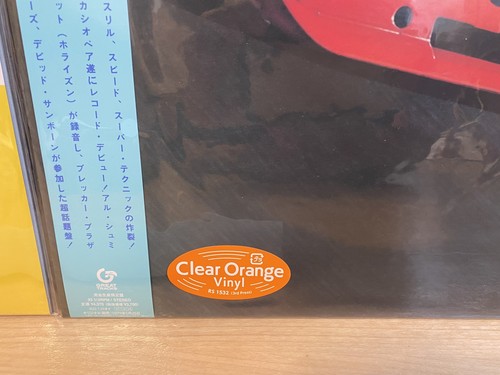 スリル、スピード、スーパー・テクニックの炸裂!
カシオペア遂にレコード・デビュー!アル・シュミ
ット(ホライズン)が録音し、ブレッカー・ブラザ
ーズ、デビッド・サンボーンが参加した超話題盤!
GREAT
TRACKS
Clear Orange
Vinyl